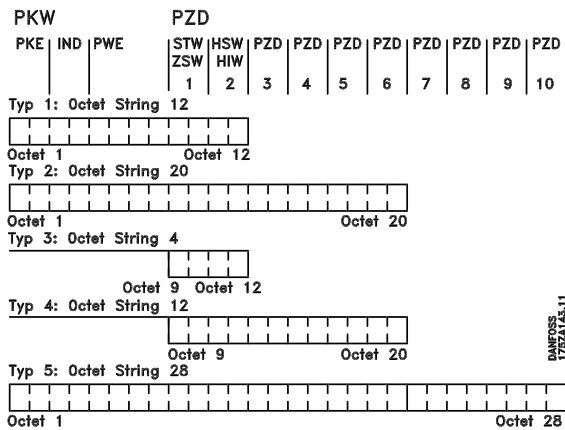 PKW PZD
PKE IND PWE STW HSW PZD PZD PZD PZD PZD PZD PZD PZD
ZSW HIW
1 2 3 4 5 6 7 8 9 10
Typ 1: Octet String 12
Octet 1 Octet 12
Typ 2: Octet String 20
Octet 1 Octet 20
Typ 3: Octet String 4
Octet 9 Octet 12
Typ 4: Octet String 12
Octet 9 Octet 20
Typ 5: Octet String 28
Octet 1 Octet 28
DANFOSS
175ZA143.11